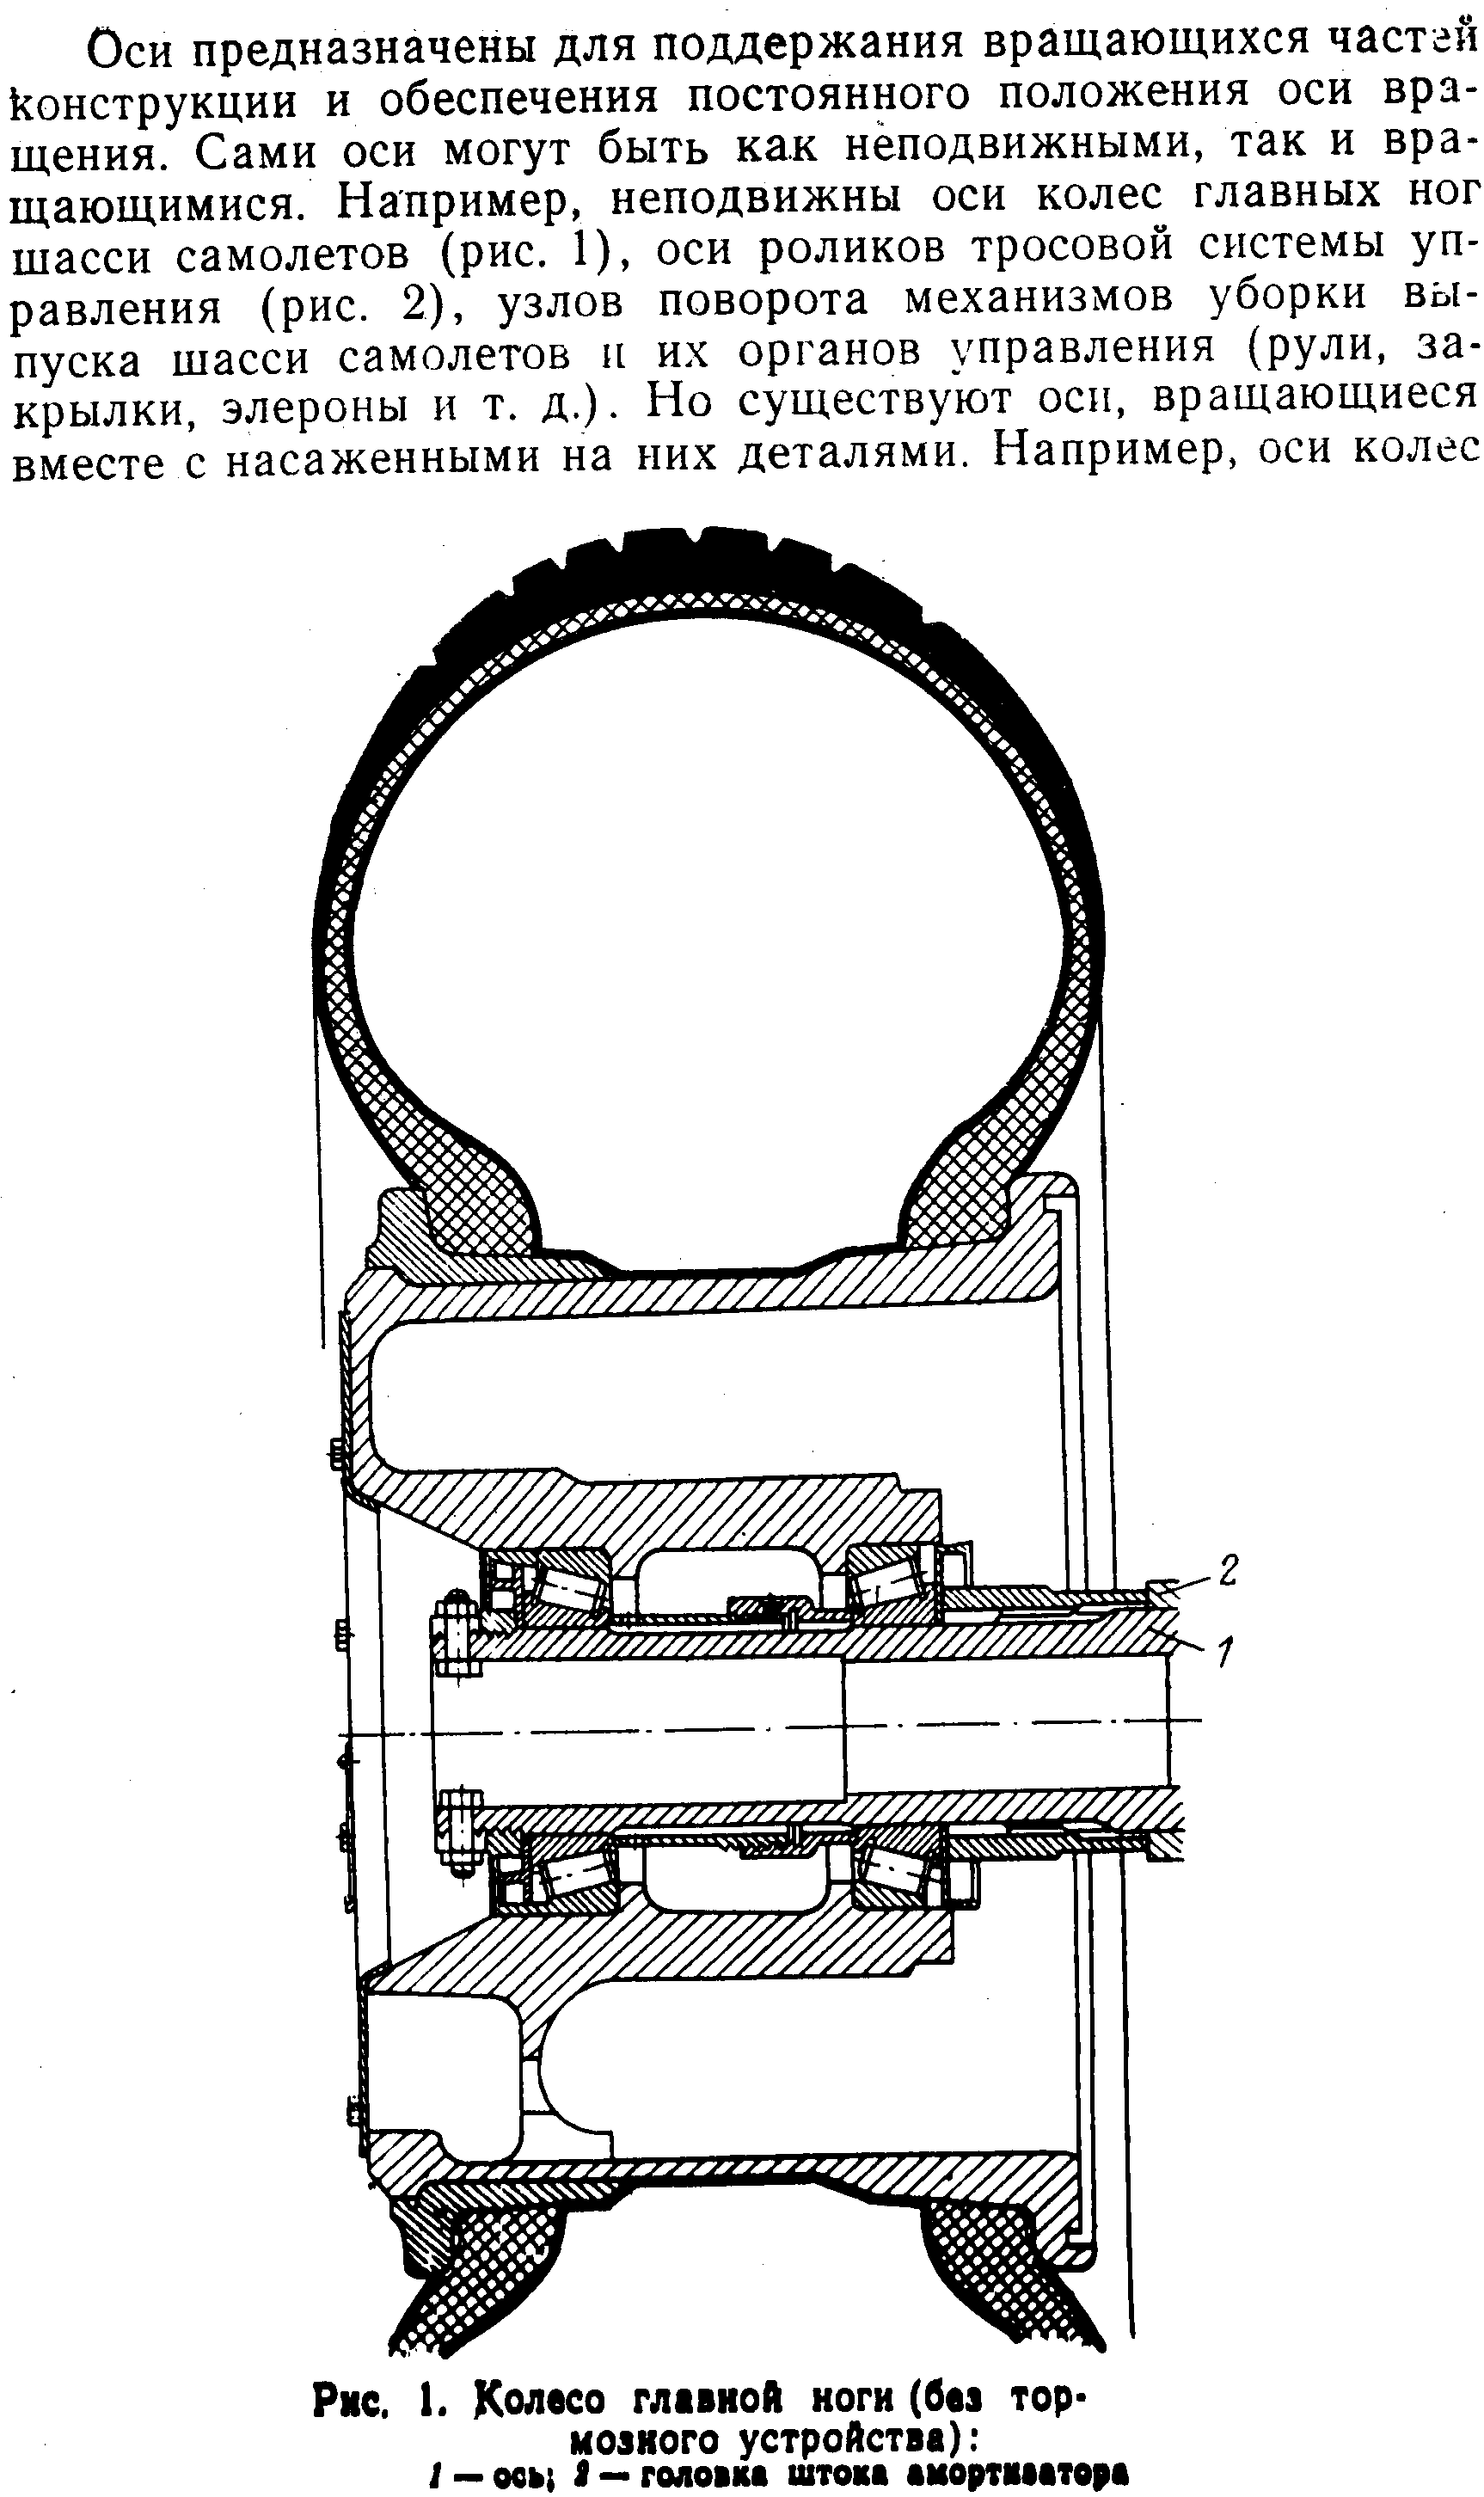 Оси предназначены для поддержания вращающихся частей
конструкции и обеспечения постоянного положения оси вра-
щения. Сами оси могут быть как неподвижными, так и вра-
щающимися. Например, неподвижны оси колес главных ног
шасси самолетов (рис. 1), оси роликов тросовой системы уп-
равления (рис. 2), узлов поворота механизмов уборки вы-
пуска шасси самолетов и их органов управления (рули, за-
крылки, элероны и т. д.). Но существуют оси, вращающиеся
вместе с насаженными на них деталями. Например, оси колес
2
1
Рис. 1. Колесо главной ноги (без тор-
мозного устройства):
1 — ось; 2 — головка штока амортизатора